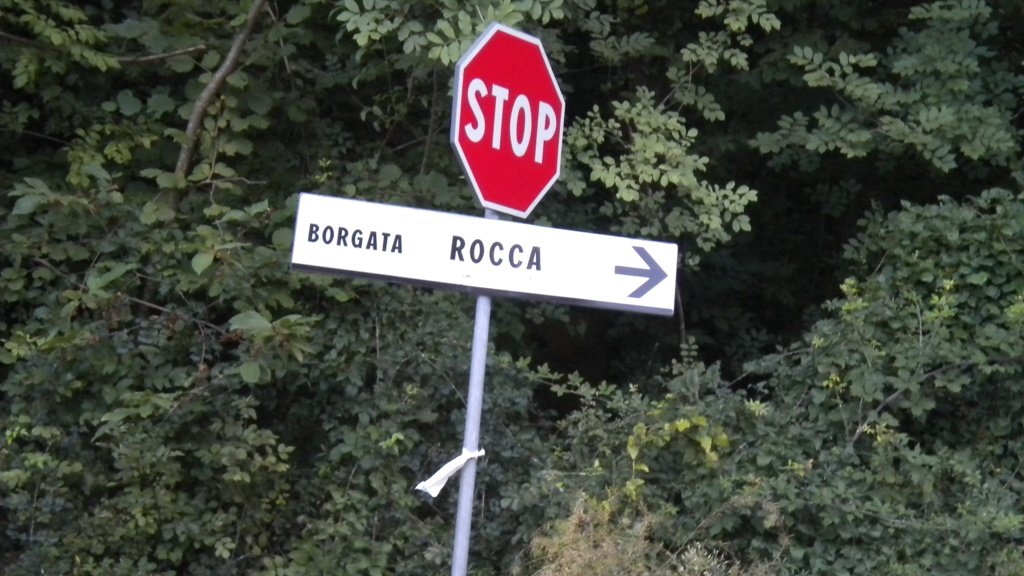 STOP
BORGATA ROCCA